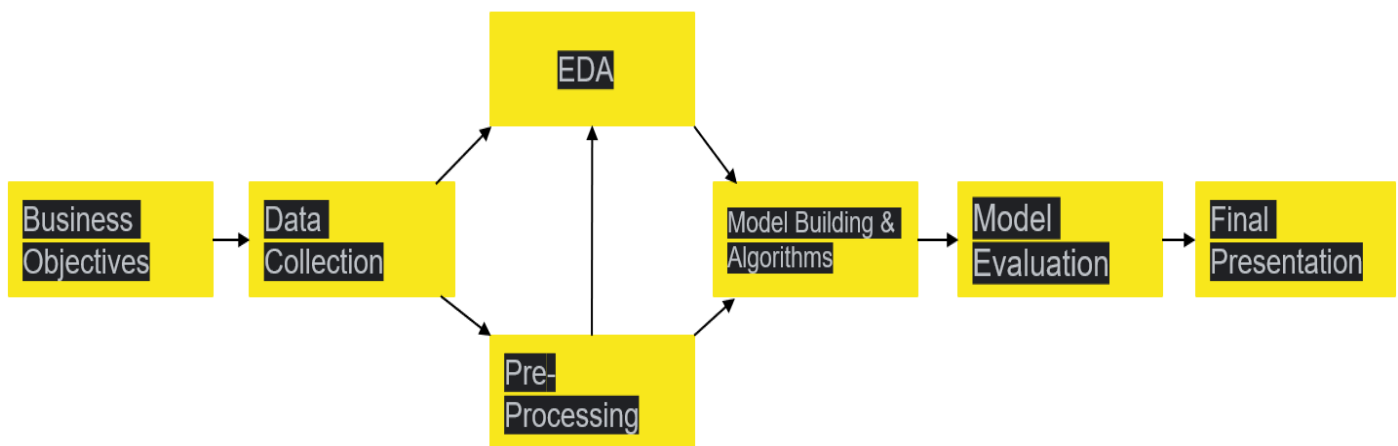 EDA
Business
Objectives
Data
Collection
Model Building &
Algorithms
Model
Evaluation
Final
Presentation
Pre-
Processing